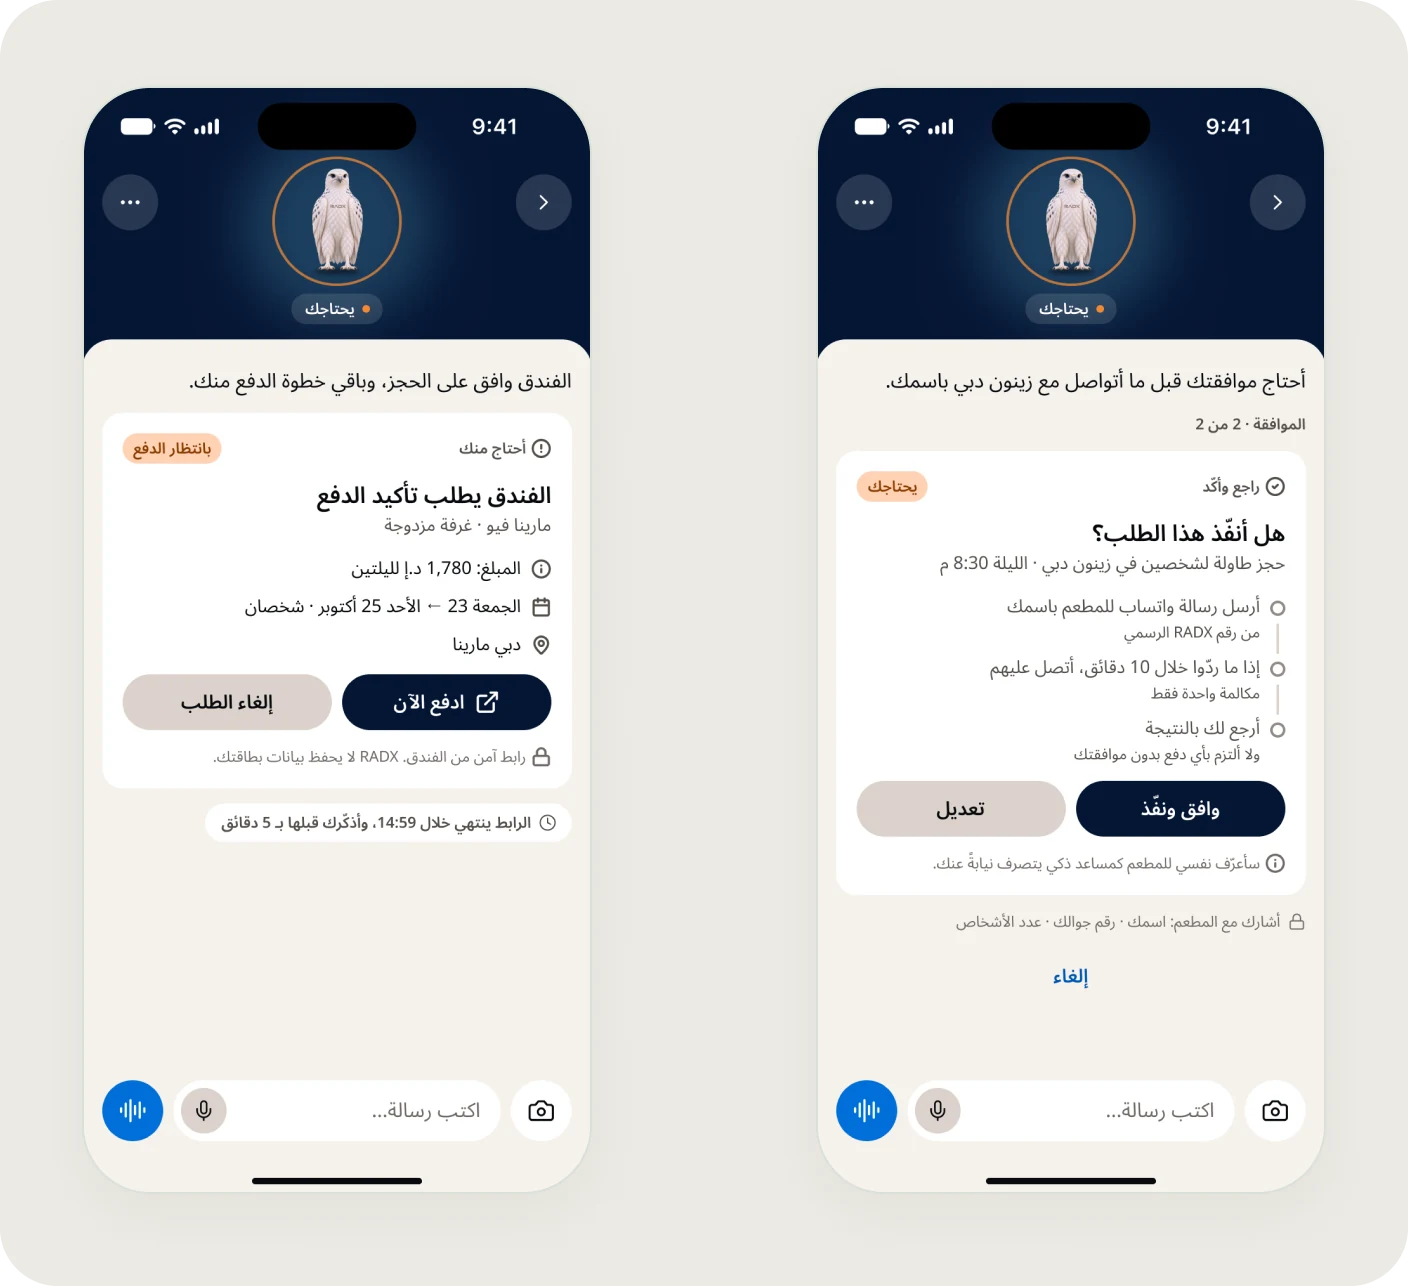 9:41
يحتاجك
أحتاج موافقتك قبل ما أتواصل مع زينون دبي باسمك.
الموافقة · 2 من 2
راجع وأكّد
يحتاجك
هل أنفّذ هذا الطلب؟
حجز طاولة لشخصين في زينون دبي · الليلة 8:30 م
أرسل رسالة واتساب للمطعم باسمك
من رقم RADX الرسمي
إذا ما ردّوا خلال 10 دقائق، أتصل عليهم
مكالمة واحدة فقط
أرجع لك بالنتيجة
ولا ألتزم بأي دفع بدون موافقتك
وافق ونفّذ
تعديل
سأعرّف نفسي للمطعم كمساعد ذكي يتصرف نيابةً عنك.
أشارك مع المطعم: اسمك · رقم جوالك · عدد الأشخاص
إلغاء
اكتب رسالة...
9:41
يحتاجك
الفندق وافق على الحجز، وباقي خطوة الدفع منك.
أحتاج منك
بانتظار الدفع
الفندق يطلب تأكيد الدفع
مارينا فيو · غرفة مزدوجة
المبلغ: 1,780 د.إ لليلتين
الجمعة 23 ← الأحد 25 أكتوبر · شخصان
دبي مارينا
ادفع الآن
إلغاء الطلب
رابط آمن من الفندق. RADX لا يحفظ بيانات بطاقتك.
الرابط ينتهي خلال 14:59، وأذكّرك قبلها بـ 5 دقائق
اكتب رسالة...